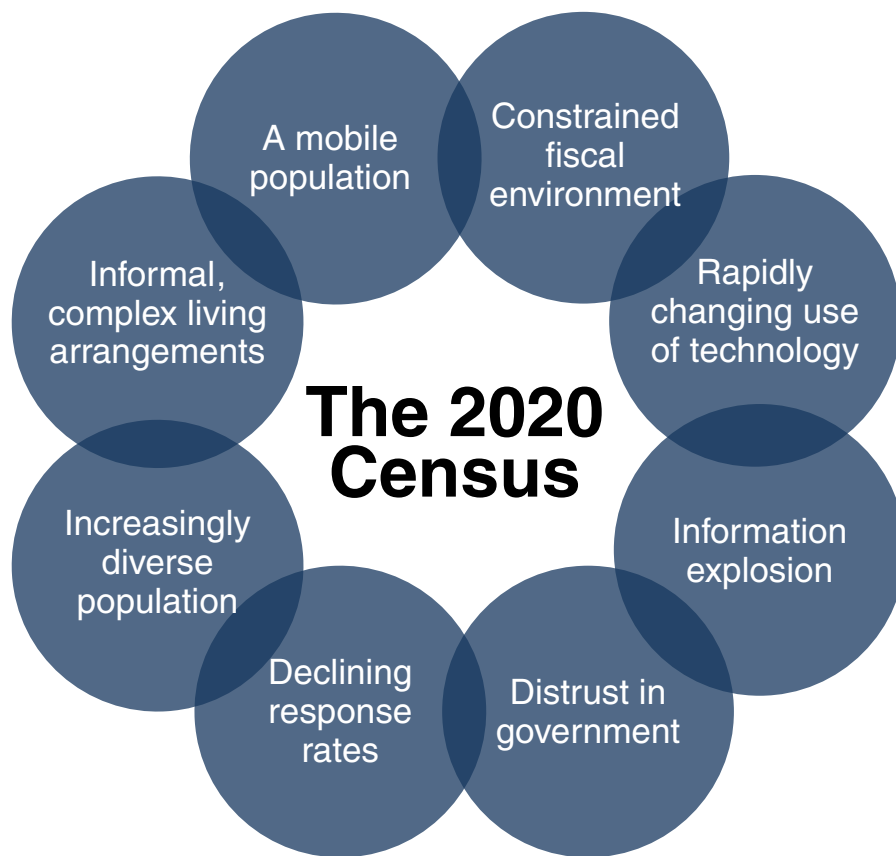 A mobile
population
Constrained
fiscal
environment
Rapidly
changing use
of technology
Information
explosion
Distrust in
government
Declining
response
rates
Increasingly
diverse
population
Informal,
complex living
arrangements
The 2020
Census